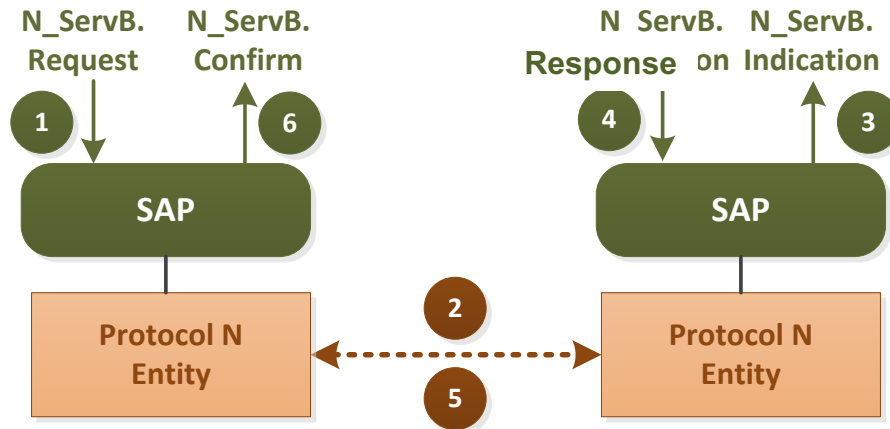 N_ServB.
Request
N_ServB.
Confirm
N ServB.
Response on
N_ServB.
Indication
1
6
4
3
SAP
SAP
2
Protocol N
Entity
Protocol N
Entity
5